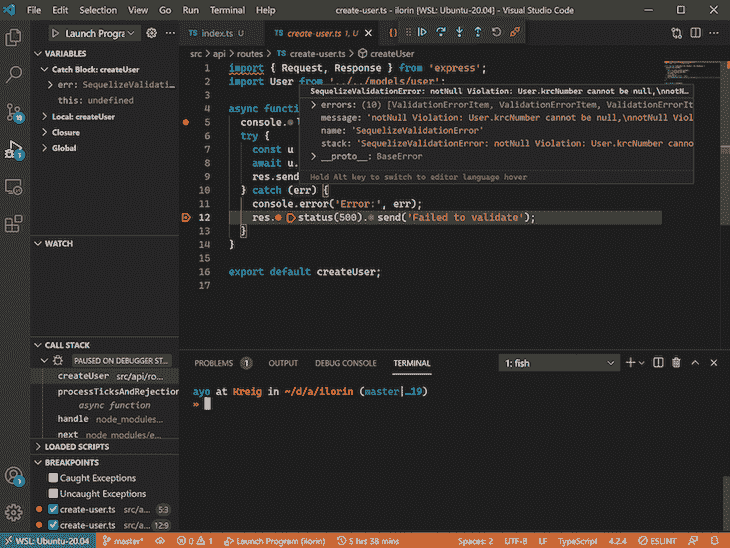 File Edit Selection View Go Run Terminal Help create-user.ts - ilorin [WSL: Ubuntu-20.04] - Visual Studio Code
Launch Progra
index.ts U
create-user.ts 1, U
VARIABLES
Catch Block: createUser
err: SequelizeValidati…
this: undefined
Local: createUser
Closure
Global
WATCH
CALL STACK
PAUSED ON DEBUGGER ST…
createUser src/api/ro…
processTicksAndRejection
async function
handle node_modules…
next node_modules/e…
LOADED SCRIPTS
BREAKPOINTS
Caught Exceptions
Uncaught Exceptions
create-user.ts src/a… 5:3
create-user.ts src/a… 12:9
src > api > routes > TS create-user.ts > createUser
1 import { Request, Response } from 'express';
2 import User from '../../models/user';
3
SequelizeValidationError: notNull Violation: User.krcNumber cannot be null,\nnotN…
errors: (10) [ValidationErrorItem, ValidationErrorItem, ValidationErrorIt
message: 'notNull Violation: User.krcNumber cannot be null,\nnotNull Viol
name: 'SequelizeValidationError'
stack: 'SequelizeValidationError: notNull Violation: User.krcNumber canno
__proto__: BaseError
Hold Alt key to switch to editor language hover
4 async functi
5 console.
6 try {
7 const u
8 await u.
9 res.send
10 } catch (err) {
11 console.error('Error:', err);
12 res.status(500).send('Failed to validate');
13 }
14 }
15
16 export default createUser;
17
PROBLEMS 1 OUTPUT DEBUG CONSOLE TERMINAL 1: fish
ayo at Kreig in ~/d/a/ilorin (master|…19)
»
WSL: Ubuntu-20.04 master* 0 1 Launch Program (ilorin) 5 hrs 38 mins Spaces: 2 UTF-8 LF TypeScript 4.2.4 ESLINT